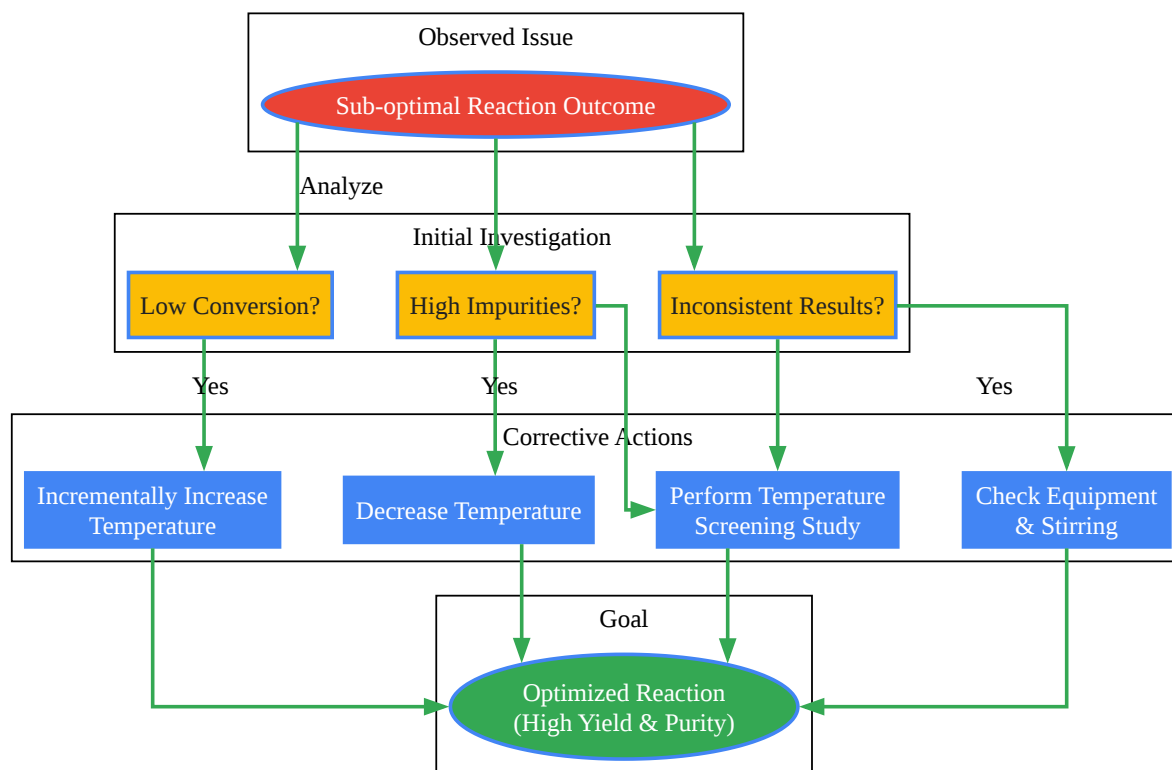 Observed Issue
Sub-optimal Reaction Outcome
Analyze
Initial Investigation
Low Conversion?
High Impurities?
Inconsistent Results?
Yes
Yes
Yes
Corrective Actions
Incrementally Increase
Temperature
Decrease Temperature
Perform Temperature
Screening Study
Check Equipment
& Stirring
Goal
Optimized Reaction
(High Yield & Purity)